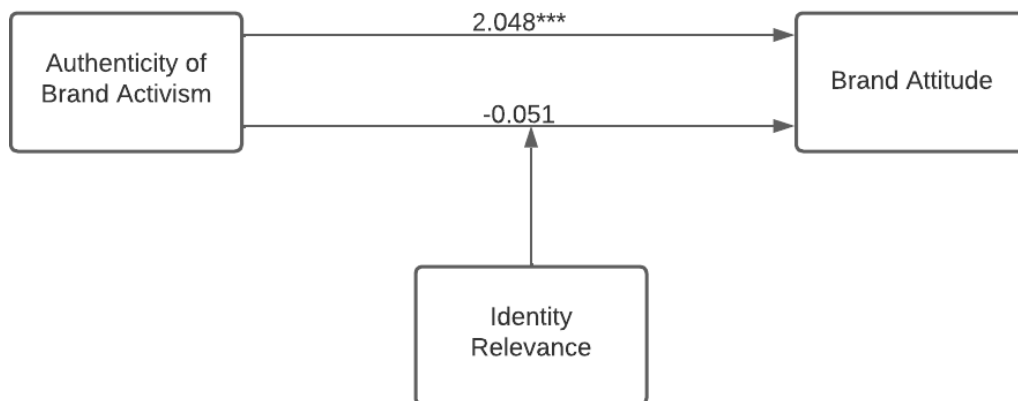 2.048***
Authenticity of
Brand Activism
Brand Attitude
-0.051
Identity
Relevance